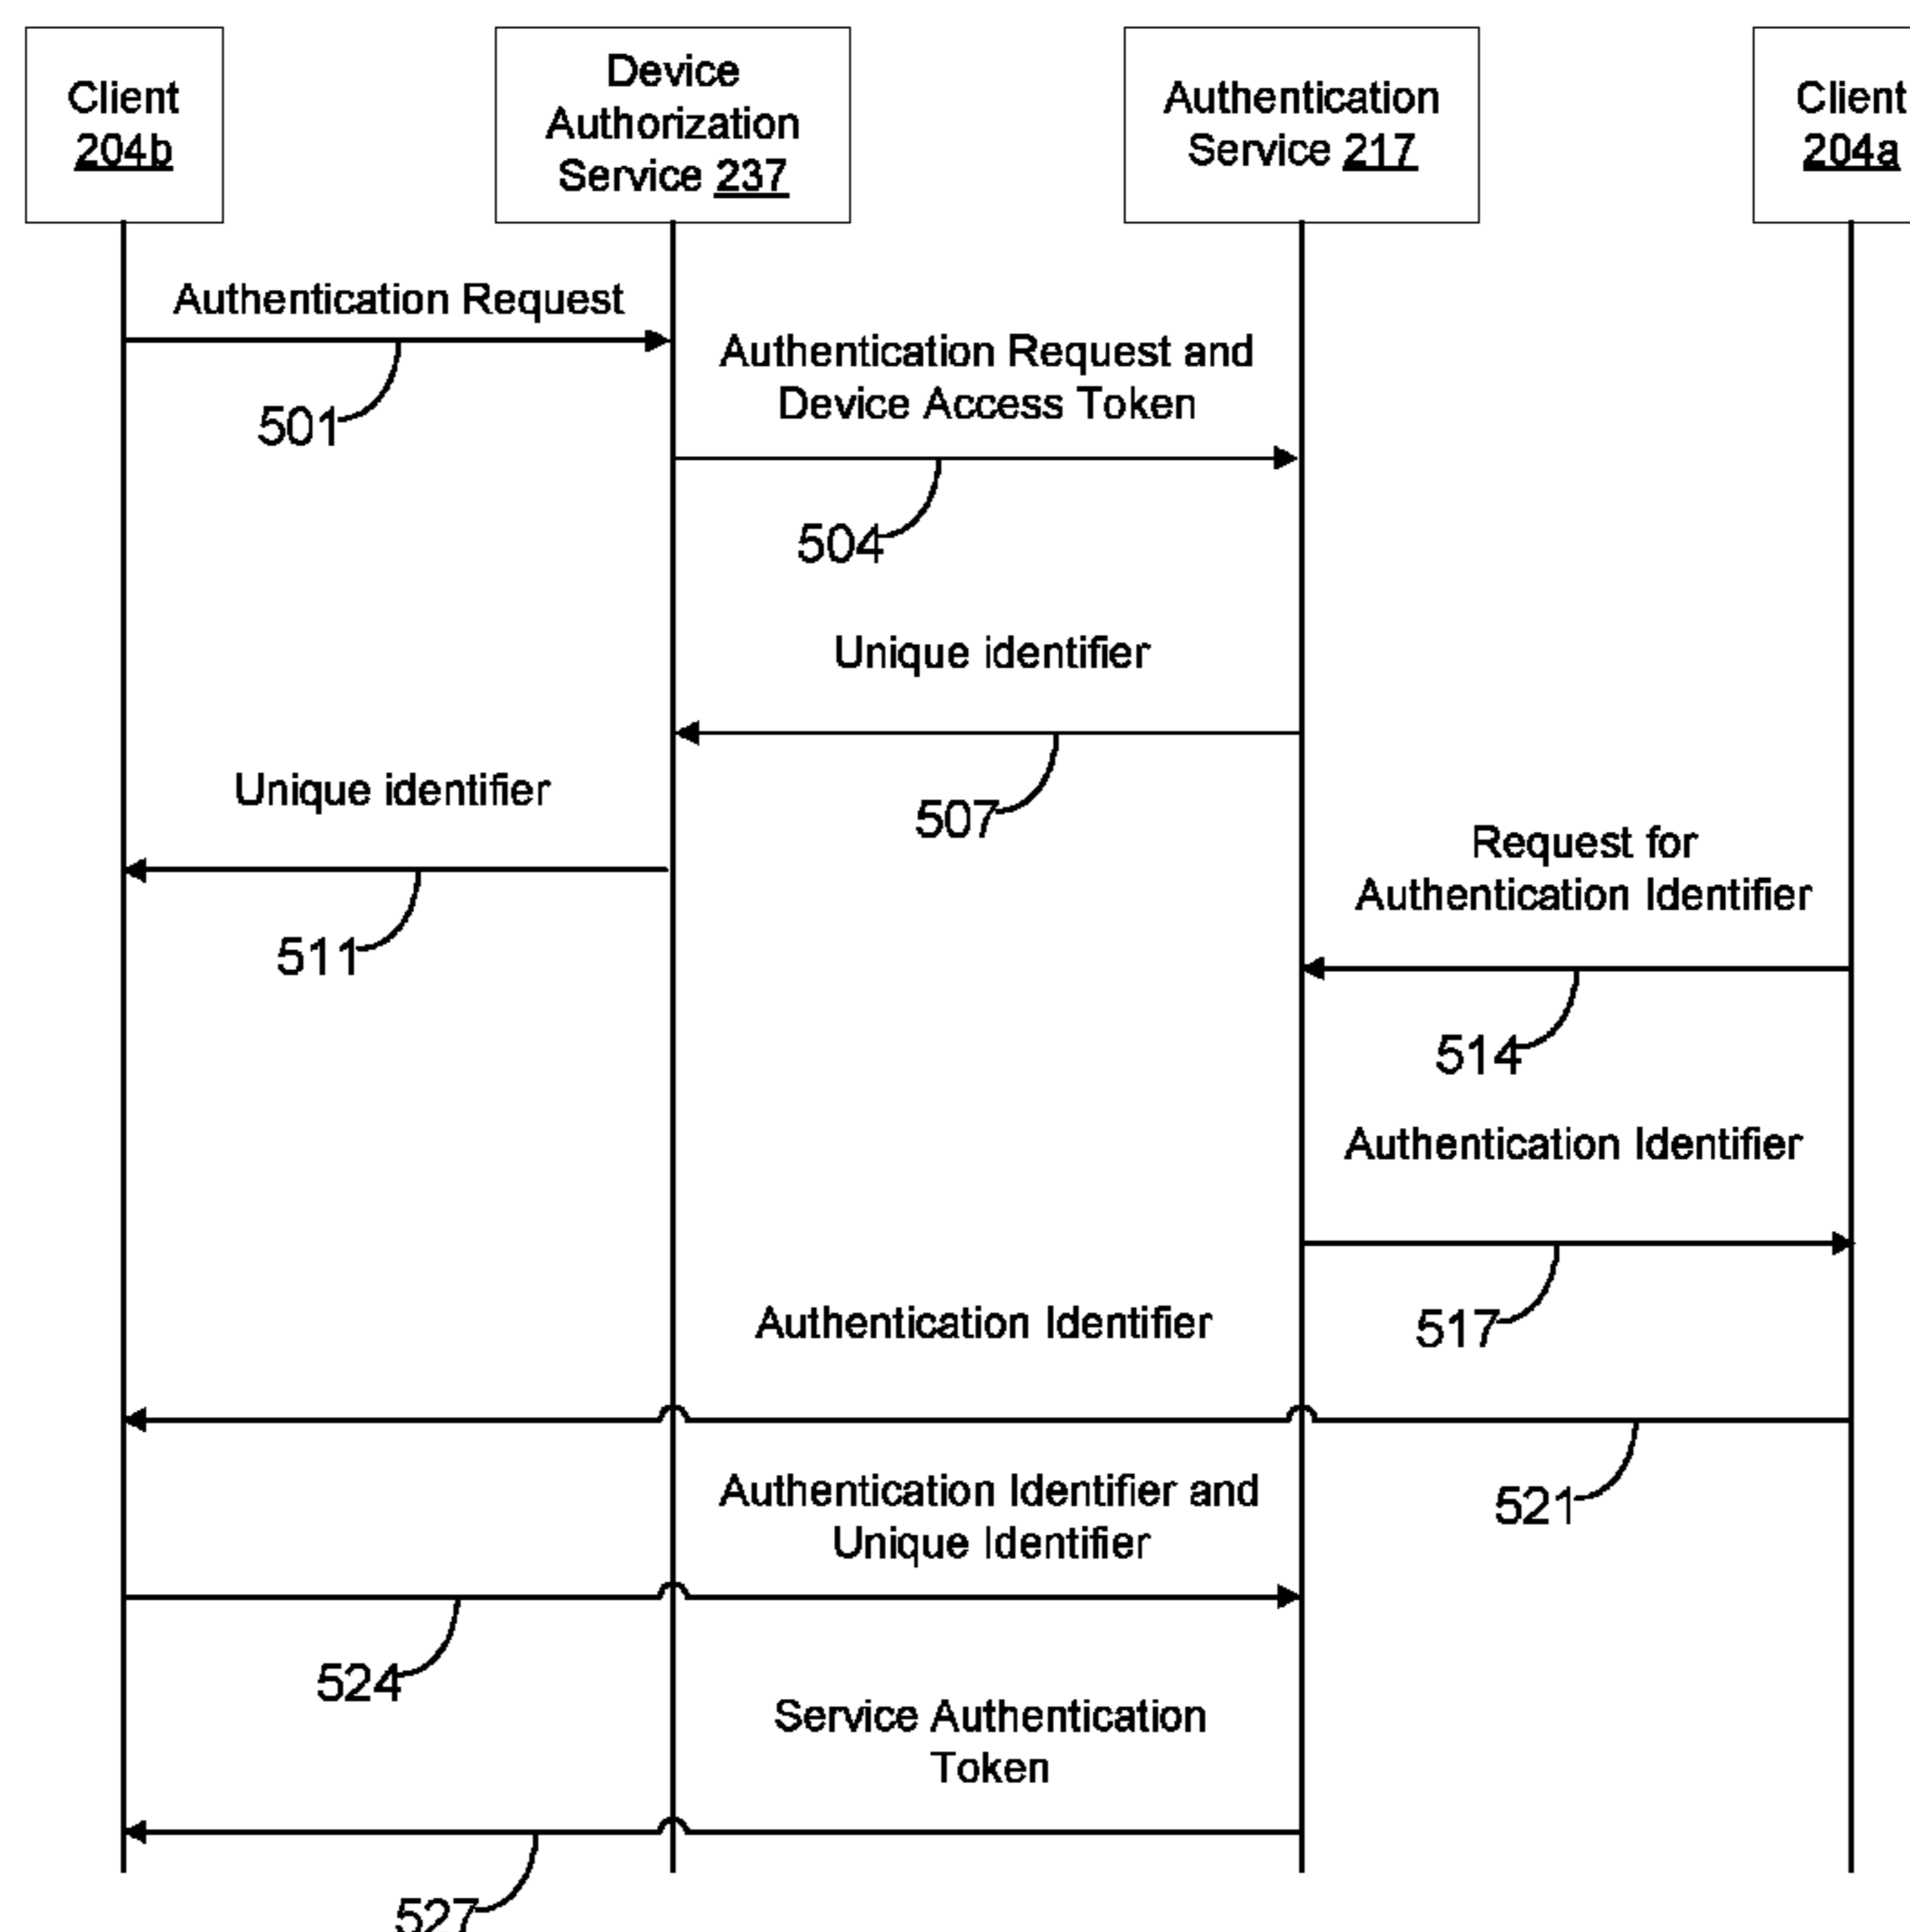 Client
204b
Device
Authorization
Service 237
Authentication
Service 217
Client
204a
Authentication Request
501
Authentication Request and
Device Access Token
504
Unique identifier
507
Unique identifier
511
Request for
Authentication Identifier
514
Authentication Identifier
517
Authentication Identifier
521
Authentication Identifier and
Unique Identifier
524
Service Authentication
Token
527